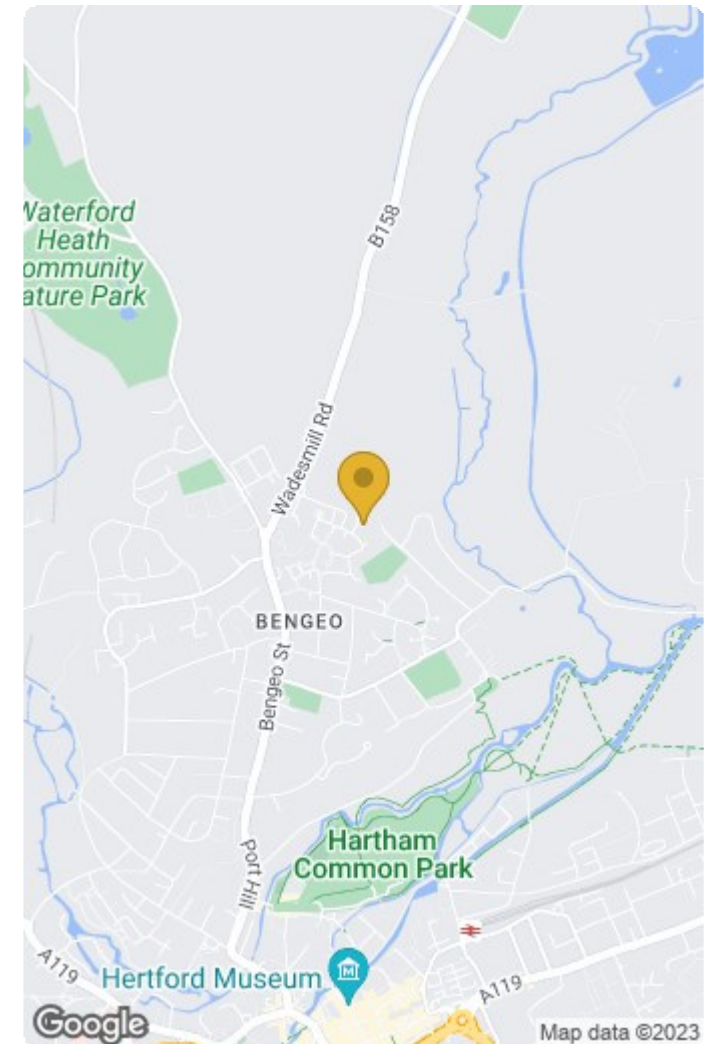 Waterford
Heath
ommunity
ature Park
B158
Wadesmill Rd
BENGEO
Bengeo St
Hartham
Common Park
Port Hill
A119
Hertford Museum
M
A119
Google
Map data ©2023